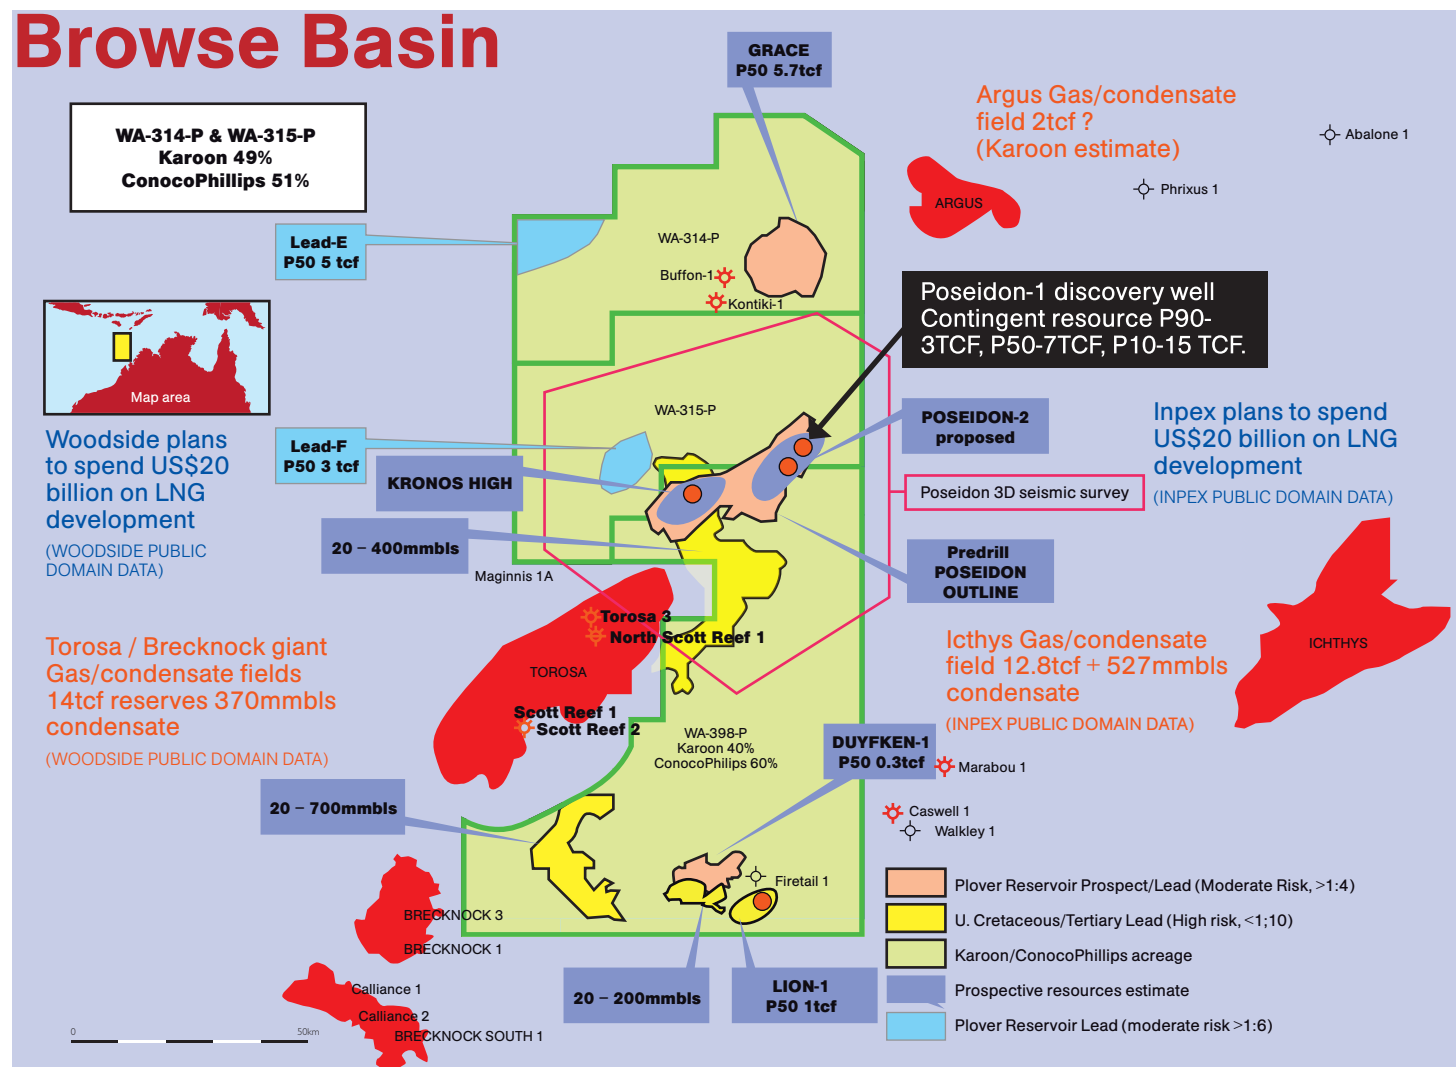 Browse Basin
WA-314-P & WA-315-P
Karoon 49%
ConocoPhillips 51%
GRACE
P50 5.7tcf
Argus Gas/condensate
field 2tcf ?
(Karoon estimate)
Abalone 1
Phrixus 1
ARGUS
Lead-E
P50 5 tcf
WA-314-P
Buffon-1
Kontiki-1
Poseidon-1 discovery well
Contingent resource P90-
3TCF, P50-7TCF, P10-15 TCF.
Map area
WA-315-P
POSEIDON-2
proposed
Inpex plans to spend
US$20 billion on LNG
development
(INPEX PUBLIC DOMAIN DATA)
Woodside plans
to spend US$20
billion on LNG
development
(WOODSIDE PUBLIC
DOMAIN DATA)
Lead-F
P50 3 tcf
KRONOS HIGH
Poseidon 3D seismic survey
20 – 400mmbls
Predrill
POSEIDON
OUTLINE
Maginnis 1A
Torosa 3
North Scott Reef 1
TOROSA
Scott Reef 1
Scott Reef 2
Torosa / Brecknock giant
Gas/condensate fields
14tcf reserves 370mmbls
condensate
(WOODSIDE PUBLIC DOMAIN DATA)
Icthys Gas/condensate
field 12.8tcf + 527mmbls
condensate
(INPEX PUBLIC DOMAIN DATA)
ICHTHYS
WA-398-P
Karoon 40%
ConocoPhilips 60%
DUYFKEN-1
P50 0.3tcf
Marabou 1
Caswell 1
Walkley 1
20 – 700mmbls
Firetail 1
BRECKNOCK 3
BRECKNOCK 1
Calliance 1
Calliance 2
BRECKNOCK SOUTH 1
20 – 200mmbls
LION-1
P50 1tcf
Plover Reservoir Prospect/Lead (Moderate Risk, >1:4)
U. Cretaceous/Tertiary Lead (High risk, <1;10)
Karoon/ConocoPhillips acreage
Prospective resources estimate
Plover Reservoir Lead (moderate risk >1:6)
0
50km